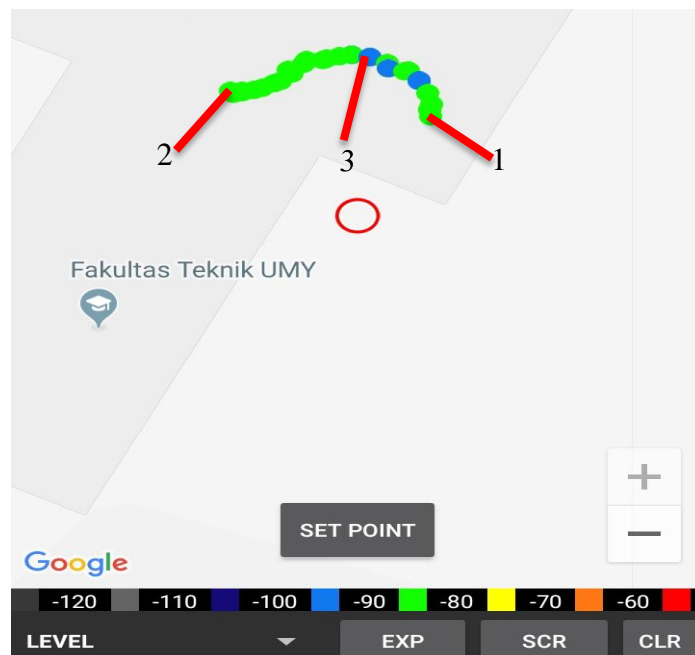 2
3
1
Fakultas Teknik UMY
SET POINT
Google
-120 -110 -100 -90 -80 -70 -60
LEVEL EXP SCR CLR